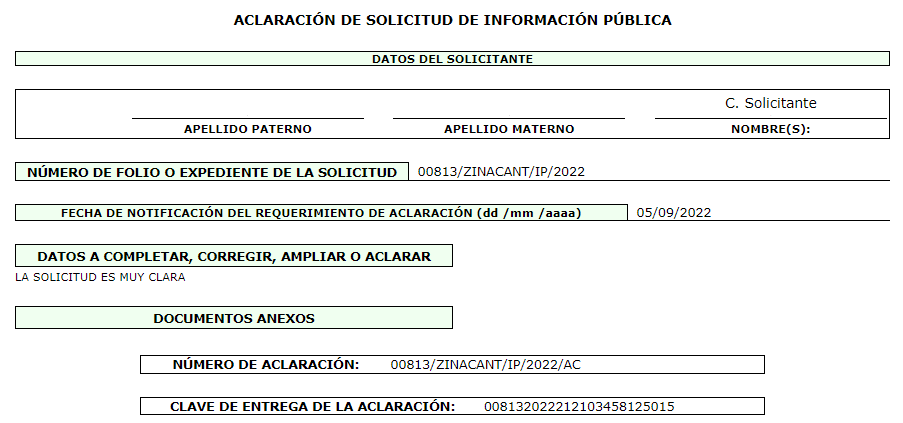 ACLARACIÓN DE SOLICITUD DE INFORMACIÓN PÚBLICA
DATOS DEL SOLICITANTE
C. Solicitante
APELLIDO PATERNO APELLIDO MATERNO NOMBRE(S):
NÚMERO DE FOLIO O EXPEDIENTE DE LA SOLICITUD 00813/ZINACANT/IP/2022
FECHA DE NOTIFICACIÓN DEL REQUERIMIENTO DE ACLARACIÓN (dd /mm /aaaa) 05/09/2022
DATOS A COMPLETAR, CORREGIR, AMPLIAR O ACLARAR
LA SOLICITUD ES MUY CLARA
DOCUMENTOS ANEXOS
NÚMERO DE ACLARACIÓN: 00813/ZINACANT/IP/2022/AC
CLAVE DE ENTREGA DE LA ACLARACIÓN: 008132022212103458125015